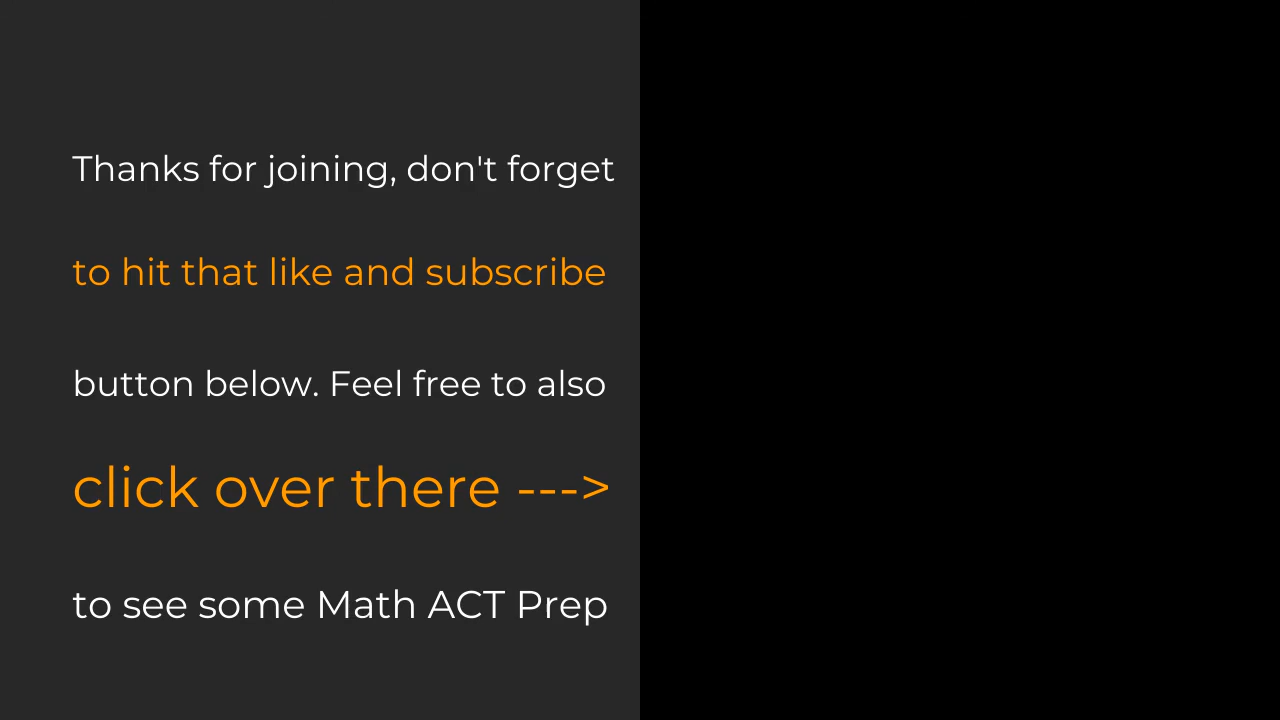 Thanks for joining, don't forget
to hit that like and subscribe
button below. Feel free to also
click over there --->
to see some Math ACT Prep